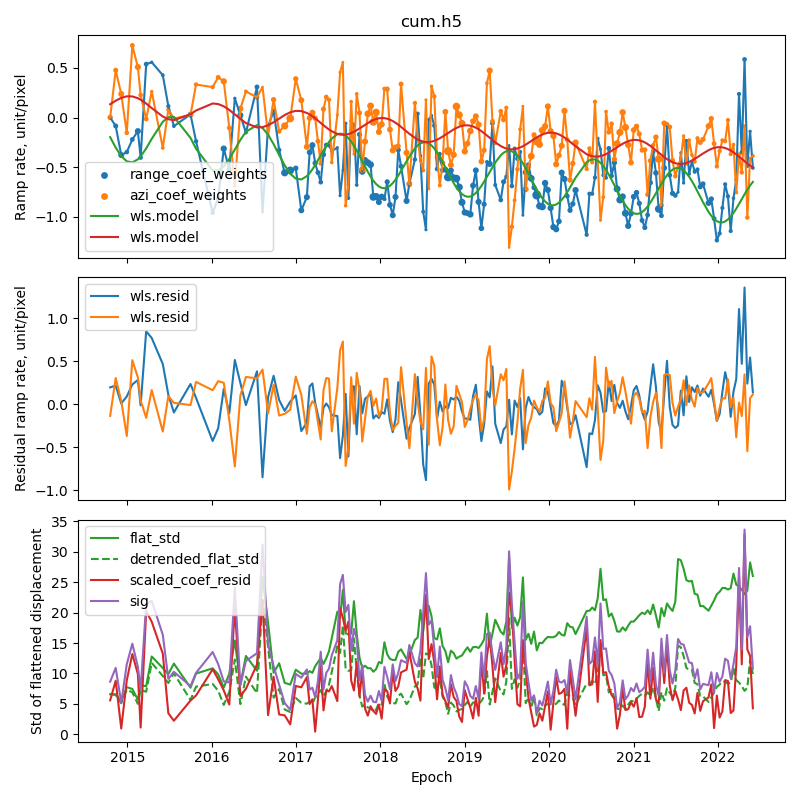 cum.h5
Ramp rate, unit/pixel
0.5
0.0
−0.5
−1.0
range_coef_weights
azi_coef_weights
wls.model
wls.model
Residual ramp rate, unit/pixel
1.0
0.5
0.0
−0.5
−1.0
wls.resid
wls.resid
Std of flattened displacement
35
30
25
20
15
10
5
0
flat_std
detrended_flat_std
scaled_coef_resid
sig
2015
2016
2017
2018
2019
2020
2021
2022
Epoch